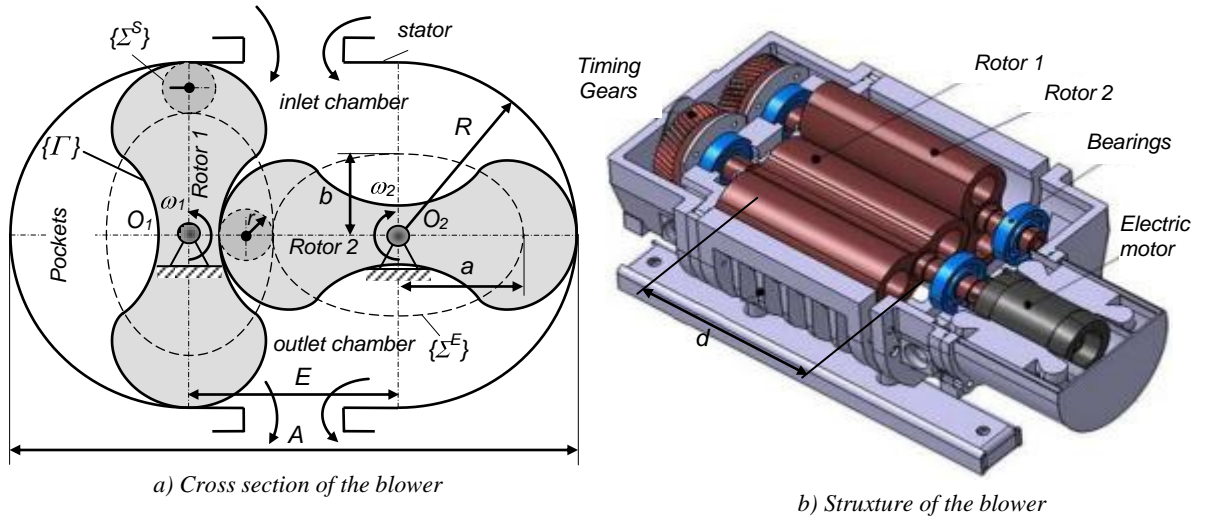 {Σ^S}
stator
inlet chamber
{Γ}
Rotor 1
R
ω₁
b
ω₂
O₁
r
O₂
Pockets
Rotor 2
a
outlet chamber
{Σ^E}
E
A
a) Cross section of the blower
Timing
Gears
Rotor 1
Rotor 2
Bearings
Electric
motor
d
b) Struxture of the blower